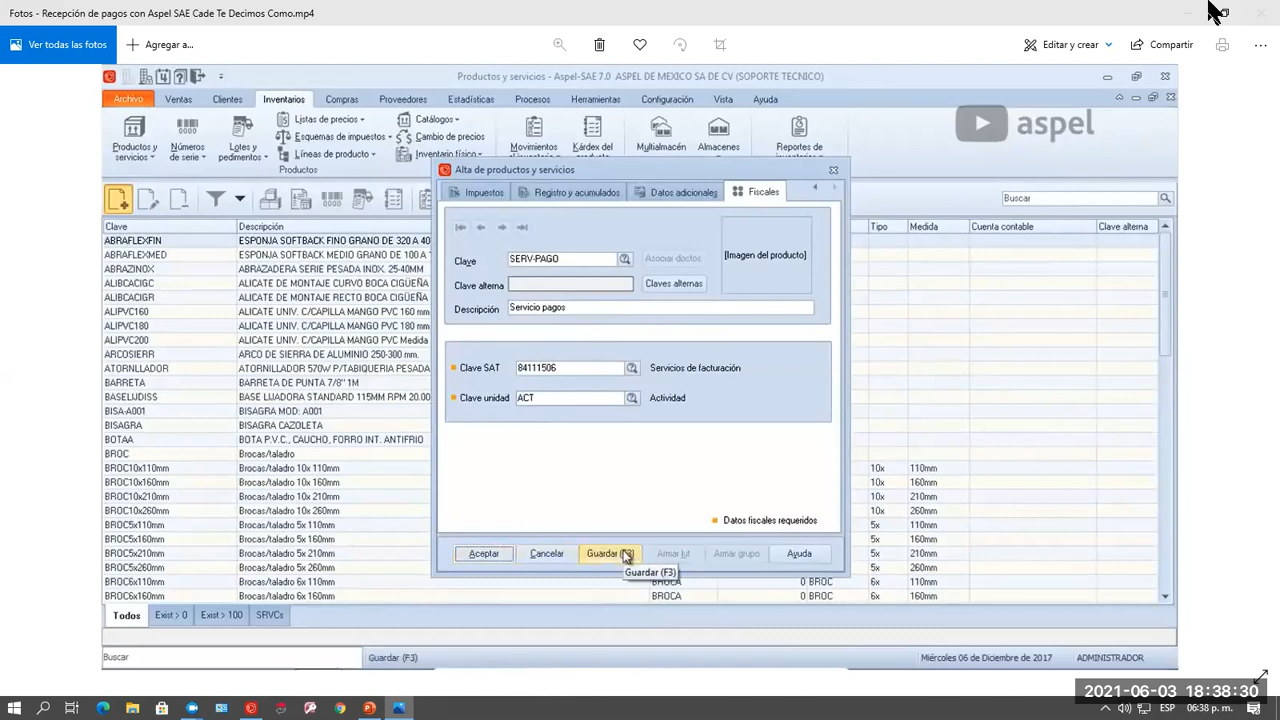 Fotos - Recepción de pagos con Aspel SAE Cade Te Decimos Como.mp4
Ver todas las fotos
Agregar a...
Editar y crear
Compartir
Productos y servicios - Aspel-SAE 7.0 ASPEL DE MEXICO SA DE CV (SOPORTE TECNICO)
Archivo Ventas Clientes Inventarios Compras Proveedores Estadísticas Procesos Herramientas Configuración Vista Ayuda
aspel
Productos y servicios
Números de serie
Lotes y pedimentos
Listas de precios
Esquemas de impuestos
Líneas de producto
Catálogos
Cambio de precios
Inventario físico
Movimientos
Kárdex del
Multialmacén
Almacenes
Reportes de
Productos
Alta de productos y servicios
Impuestos Registro y acumulados Datos adicionales Fiscales
Buscar
Clave Descripción Tipo Medida Cuenta contable Clave alterna
Clave SERV-PAGO Asociar doctos
Clave alterna Claves alternas
Descripción Servicio pagos
[Imagen del producto]
Clave SAT 84111506 Servicios de facturación
Clave unidad ACT Actividad
Datos fiscales requeridos
Aceptar Cancelar Guardar (F3) Armar kit Armar grupo Ayuda
Guardar (F3)
ABRAFLEXFIN ESPONJA SOFTBACK FINO GRANO DE 320 A 40
ABRAFLEXMED ESPONJA SOFTBACK MEDIO GRANO DE 100 A
ABRAZINOX ABRAZADERA SERIE PESADA INOX. 25-40MM
ALIBCACIGC ALICATE DE MONTAJE CURVO BOCA CIGÜEÑA
ALIBCACIGR ALICATE DE MONTAJE RECTO BOCA CIGÜEÑA
ALIPVC160 ALICATE UNIV. C/CAPILLA MANGO PVC 160 mm
ALIPVC180 ALICATE UNIV. C/CAPILLA MANGO PVC 180 mm
ALIPVC200 ALICATE UNIV. C/CAPILLA MANGO PVC Medida
ARCOSIERR ARCO DE SIERRA DE ALUMINIO 250-300 mm.
ATORNLLADOR ATORNILLADOR 570w P/TABIQUERIA PESADO
BARRETA BARRETA DE PUNTA 7/8" 1M
BASELIJDISS BASE LIJADORA STANDARD 115MM RPM 20.00
BISA-A001 BISAGRA MOD: A001
BISAGRA BISAGRA CAZOLETA
BOTAA BOTA P.V.C., CAUCHO, FORRO INT. ANTIFRIO
BROC Brocas/taladro
BROC10x110mm Brocas/taladro 10x 110mm 10x 110mm
BROC10x160mm Brocas/taladro 10x 160mm 10x 160mm
BROC10x210mm Brocas/taladro 10x 210mm 10x 210mm
BROC10x260mm Brocas/taladro 10x 260mm 10x 260mm
BROC5x110mm Brocas/taladro 5x 110mm 5x 110mm
BROC5x160mm Brocas/taladro 5x 160mm 5x 160mm
BROC5x210mm Brocas/taladro 5x 210mm 5x 210mm
BROC5x260mm Brocas/taladro 5x 260mm 5x 260mm
BROC6x110mm Brocas/taladro 6x 110mm BROCA 0 BROC 6x 110mm
BROC6x160mm Brocas/taladro 6x 160mm BROCA 0 BROC 6x 160mm
Todos Exist > 0 Exist > 100 SRVCs
Buscar Guardar (F3) Miércoles 06 de Diciembre de 2017 ADMINISTRADOR
2021-06-03 18:38:30
ESP 06:38 p. m.